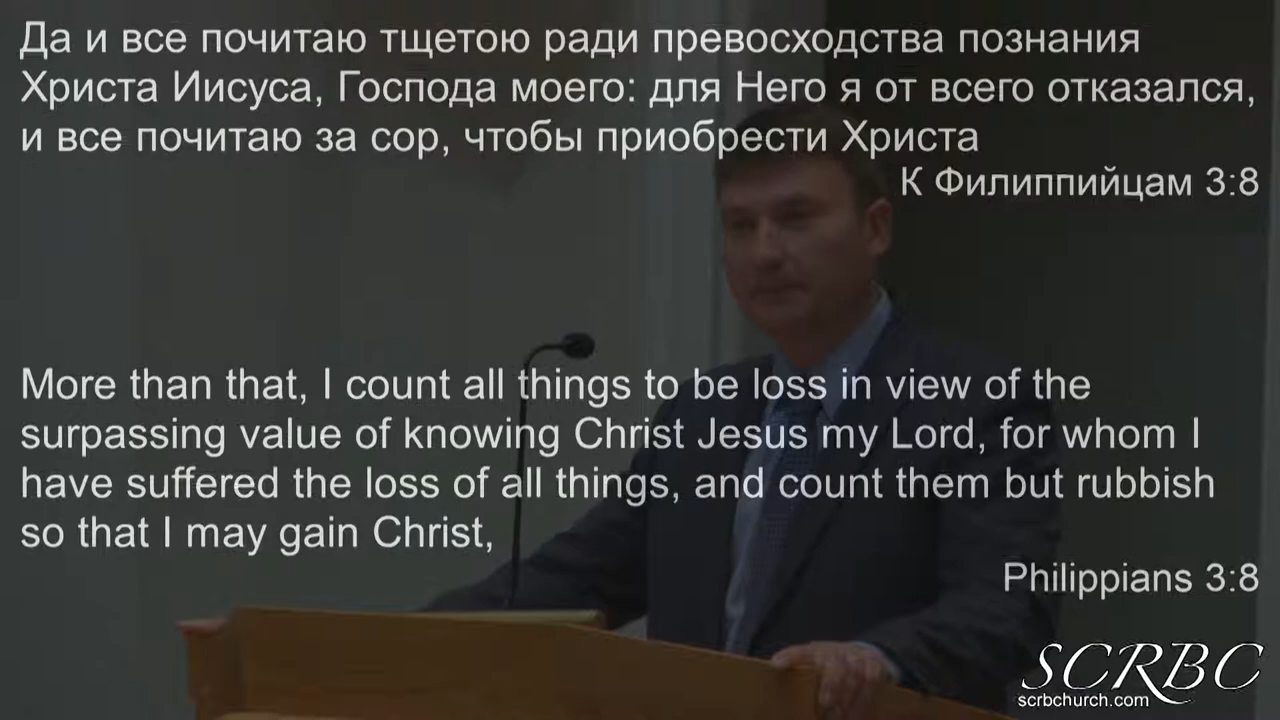 Да и все почитаю тщетою ради превосходства познания
Христа Иисуса, Господа моего: для Него я от всего отказался,
и все почитаю за сор, чтобы приобрести Христа
К Филиппийцам 3:8
More than that, I count all things to be loss in view of the
surpassing value of knowing Christ Jesus my Lord, for whom I
have suffered the loss of all things, and count them but rubbish
so that I may gain Christ,
Philippians 3:8
SCRBC
scrbchurch.com